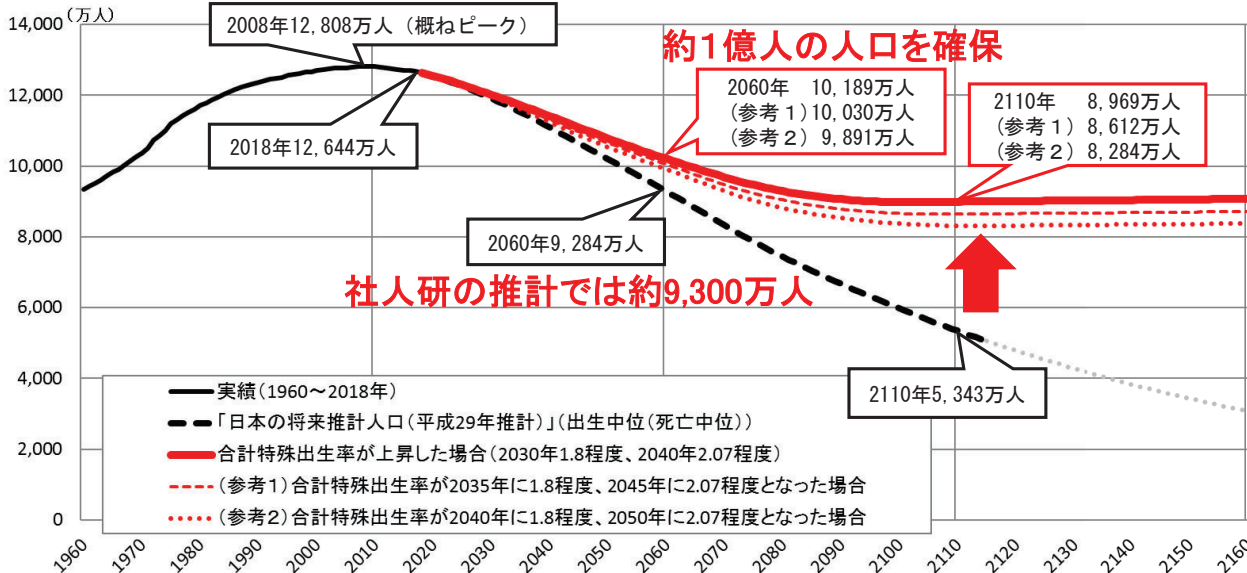 (万人)
14,000
12,000
10,000
8,000
6,000
4,000
2,000
0
2008年12,808万人（概ねピーク）
2018年12,644万人
約1億人の人口を確保
2060年　10,189万人
(参考1)10,030万人
(参考2) 9,891万人
2110年　8,969万人
(参考1) 8,612万人
(参考2) 8,284万人
2060年9,284万人
社人研の推計では約9,300万人
2110年5,343万人
実績(1960～2018年)
「日本の将来推計人口(平成29年推計)」(出生中位(死亡中位))
合計特殊出生率が上昇した場合(2030年1.8程度、2040年2.07程度)
(参考1)合計特殊出生率が2035年に1.8程度、2045年に2.07程度となった場合
(参考2)合計特殊出生率が2040年に1.8程度、2050年に2.07程度となった場合
1960 1970 1980 1990 2000 2010 2020 2030 2040 2050 2060 2070 2080 2090 2100 2110 2120 2130 2140 2150 2160